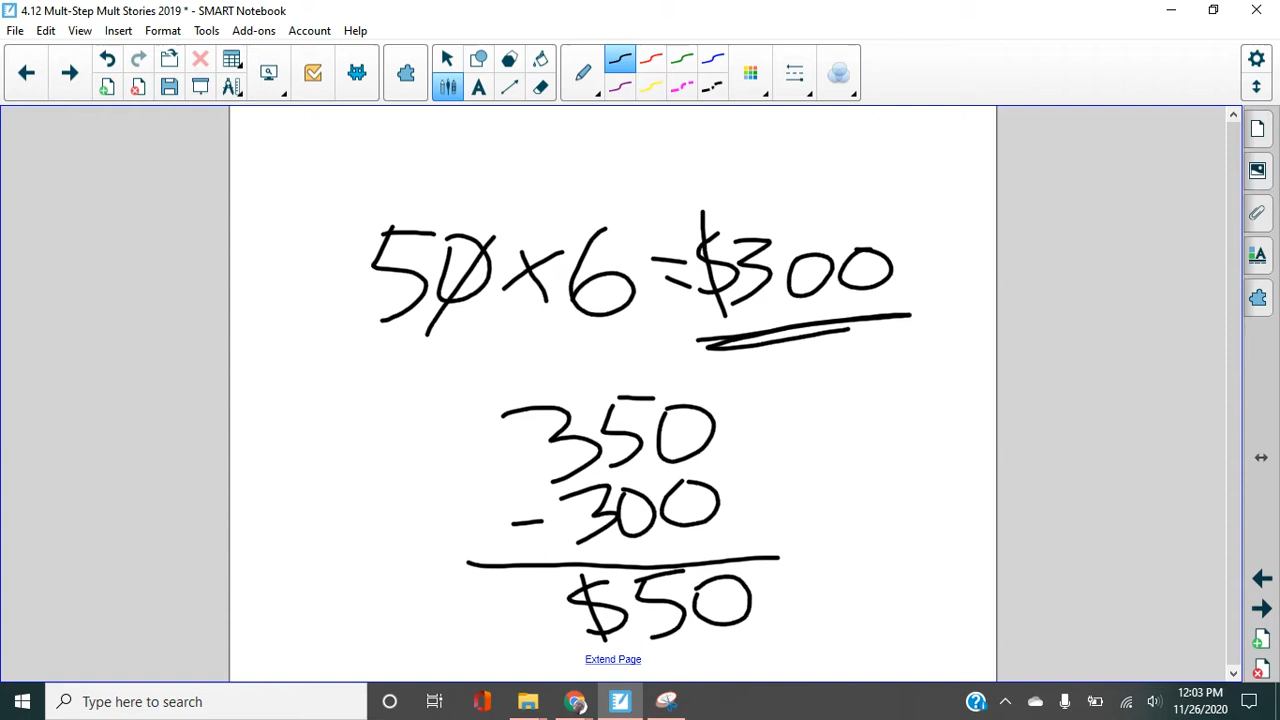 4.12 Mult-Step Mult Stories 2019 * - SMART Notebook
File Edit View Insert Format Tools Add-ons Account Help
50 x 6 = $300
350
- 300
$50
Extend Page
Type here to search
12:03 PM
11/26/2020